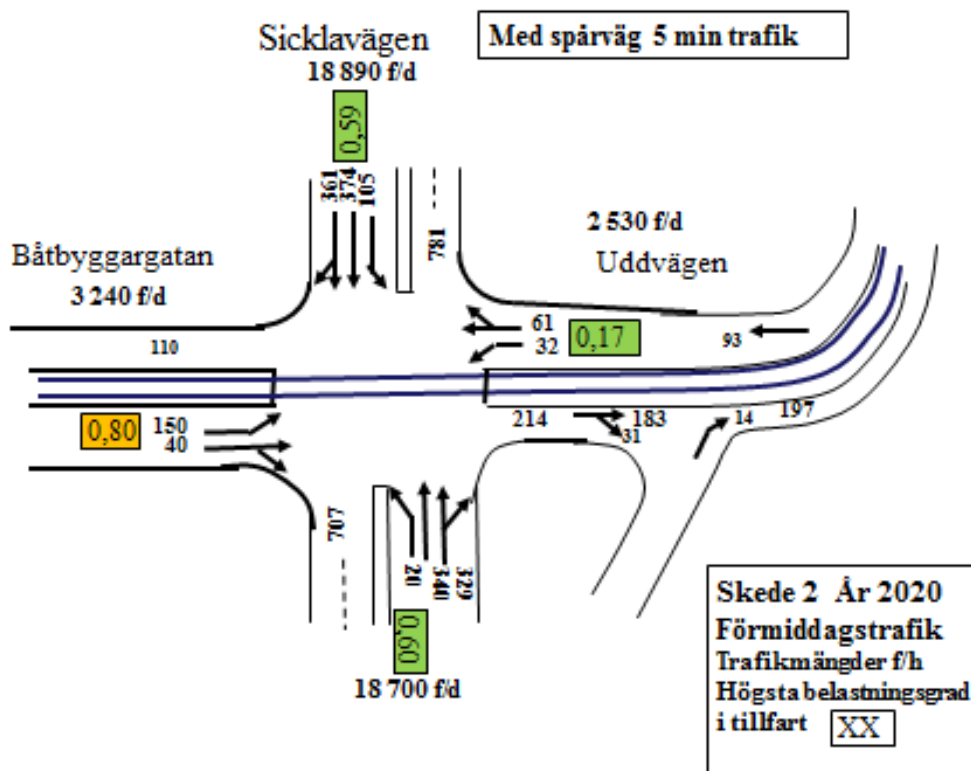 Sicklavägen
18 890 f/d
Med spårväg 5 min trafik
0,59
361
374
105
781
2 530 f/d
Uddvägen
Båtbyggargatan
3 240 f/d
110
61
32
0,17
93
0,80
150
40
214
183
31
14
197
707
20
340
329
0,60
18 700 f/d
Skede 2 År 2020
Förmiddagstrafik
Trafikmängder f/h
Högsta belastningsgrad
i tillfart XX